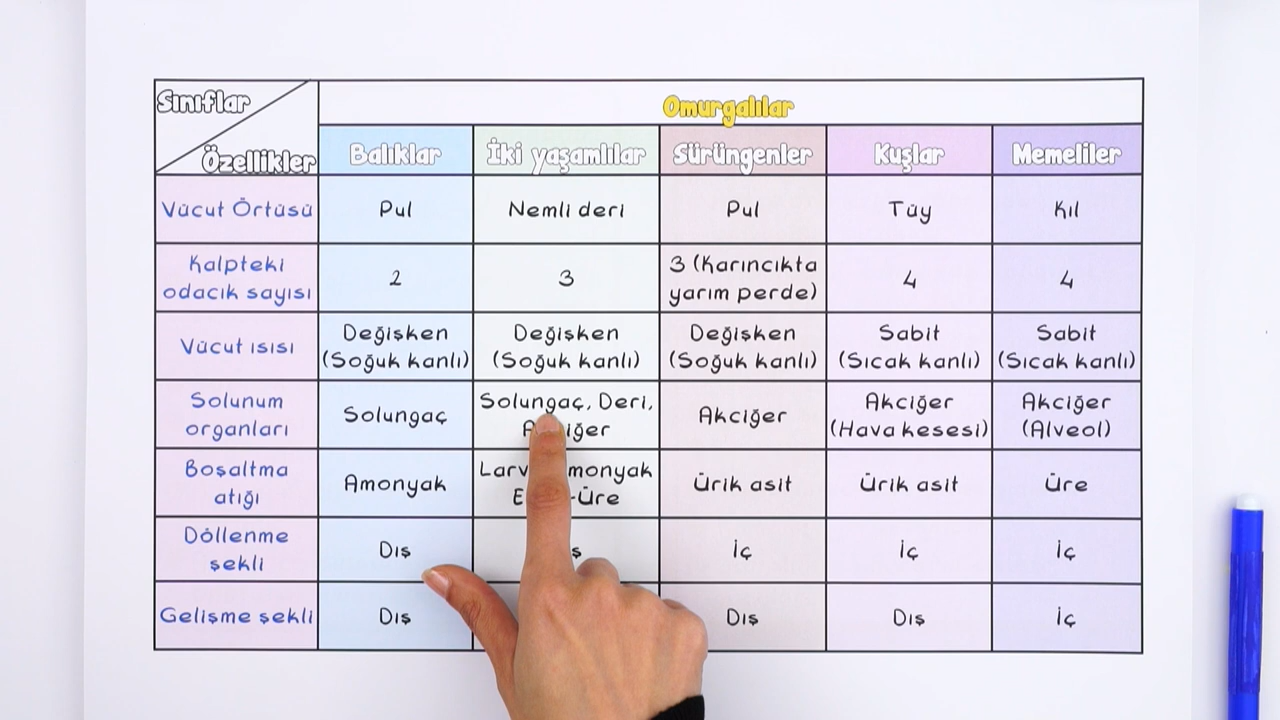 Sınıflar
Özellikler
Omurgalılar
Balıklar
İki yaşamlılar
Sürüngenler
Kuşlar
Memeliler
Vücut Örtüsü
Pul
Nemli deri
Pul
Tüy
Kıl
Kalpteki
odacık sayısı
2
3
3 (Karıncıkta
yarım perde)
4
4
Vücut ısısı
Değişken
(Soğuk kanlı)
Değişken
(Soğuk kanlı)
Değişken
(Soğuk kanlı)
Sabit
(Sıcak kanlı)
Sabit
(Sıcak kanlı)
Solunum
organları
Solungaç
Solungaç, Deri,
Akciğer
Akciğer
(Hava kesesi)
Akciğer
(Alveol)
Boşaltma
atığı
Amonyak
Üre
Ürik asit
Ürik asit
Üre
Döllenme
şekli
Dış
İç
İç
İç
Gelişme şekli
Dış
Dış
Dış
İç